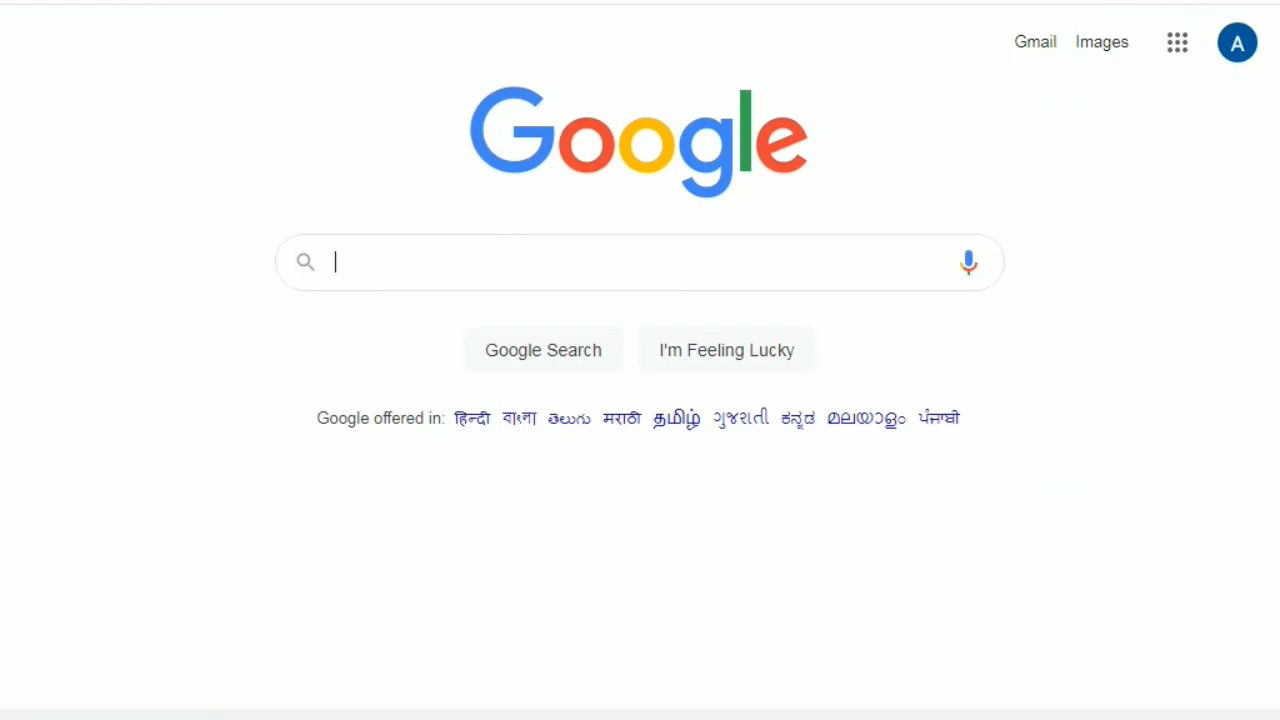 Gmail Images
A
Google
Google Search I'm Feeling Lucky
Google offered in: हिन्दी বাংলা తెలుగు मराठी தமிழ் ગુજરાતી ಕನ್ನಡ മലയാളം ਪੰਜਾਬੀ